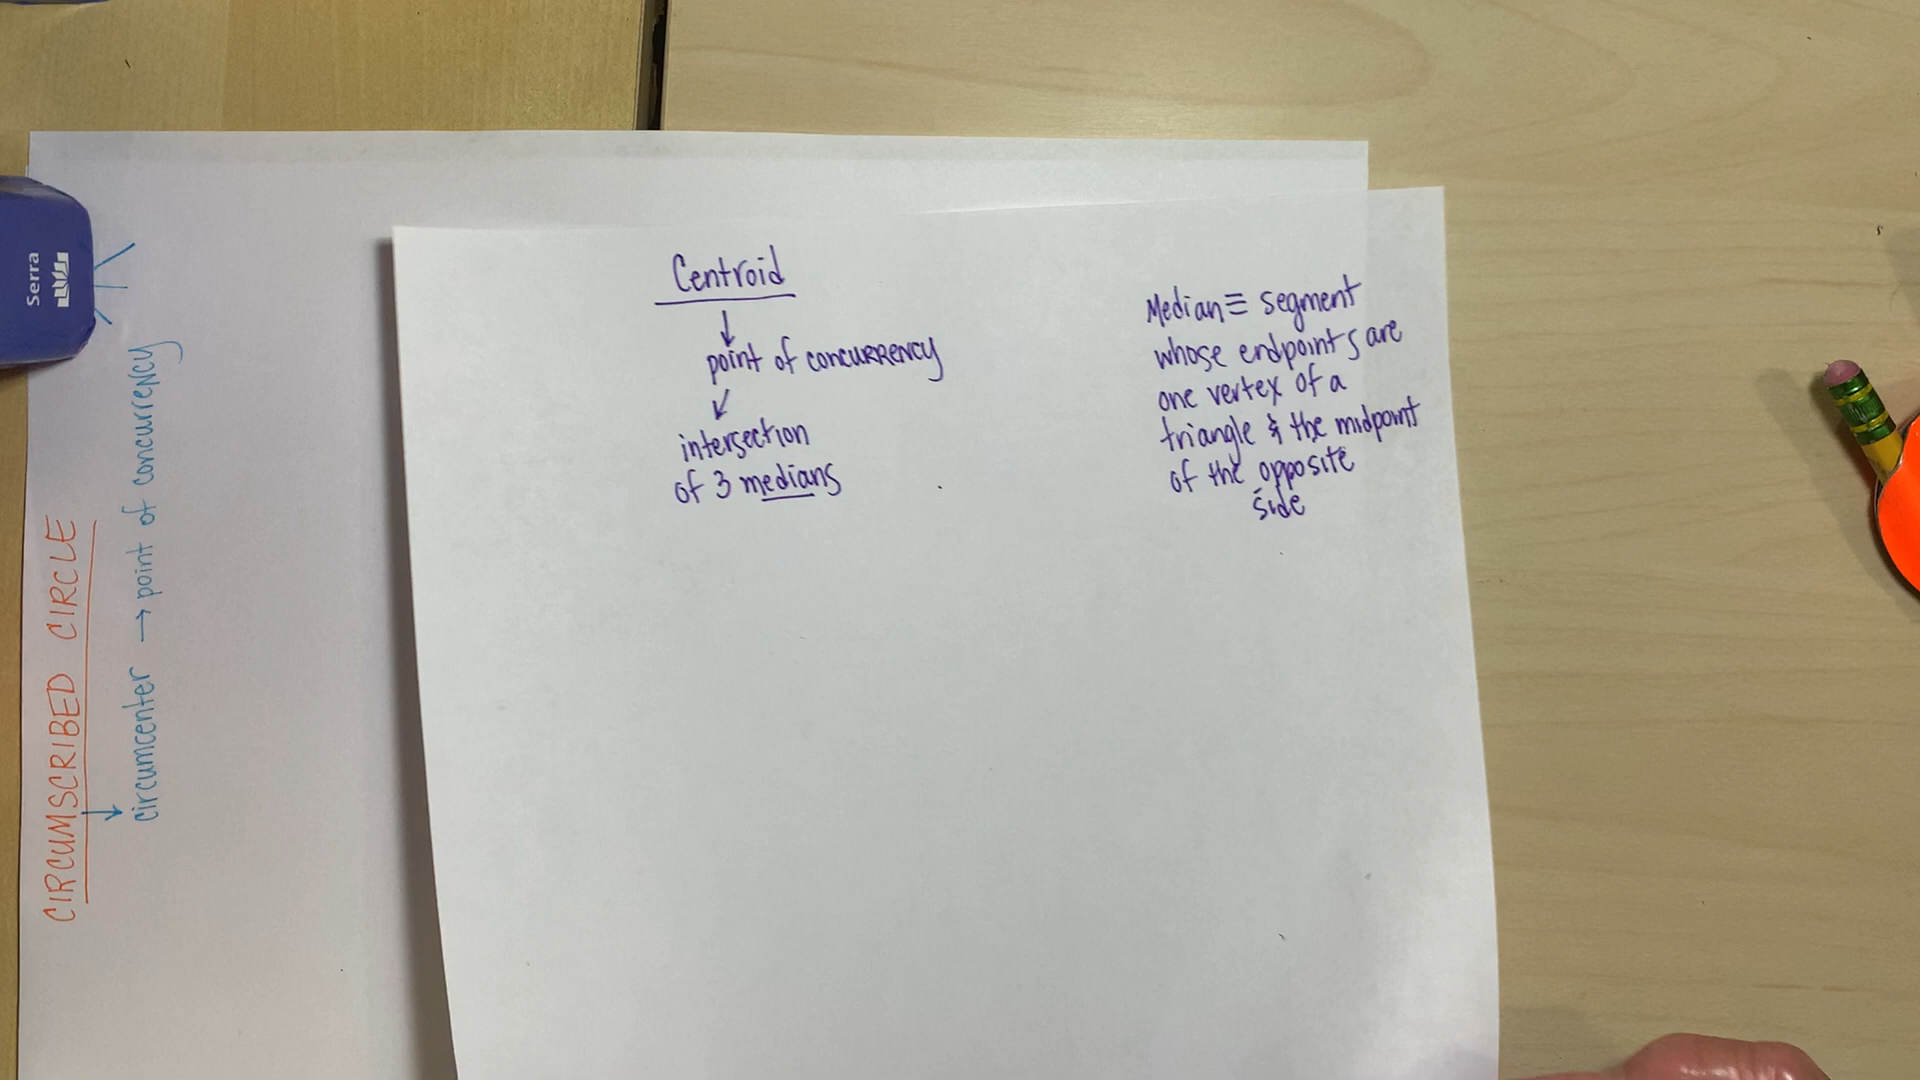 Centroid
↓
point of concurrency
↙
intersection
of 3 medians
Median ≡ segment
whose endpoints are
one vertex of a
triangle & the midpoint
of the opposite
side
CIRCUMSCRIBED CIRCLE
↓
circumcenter → point of concurrency
Serra